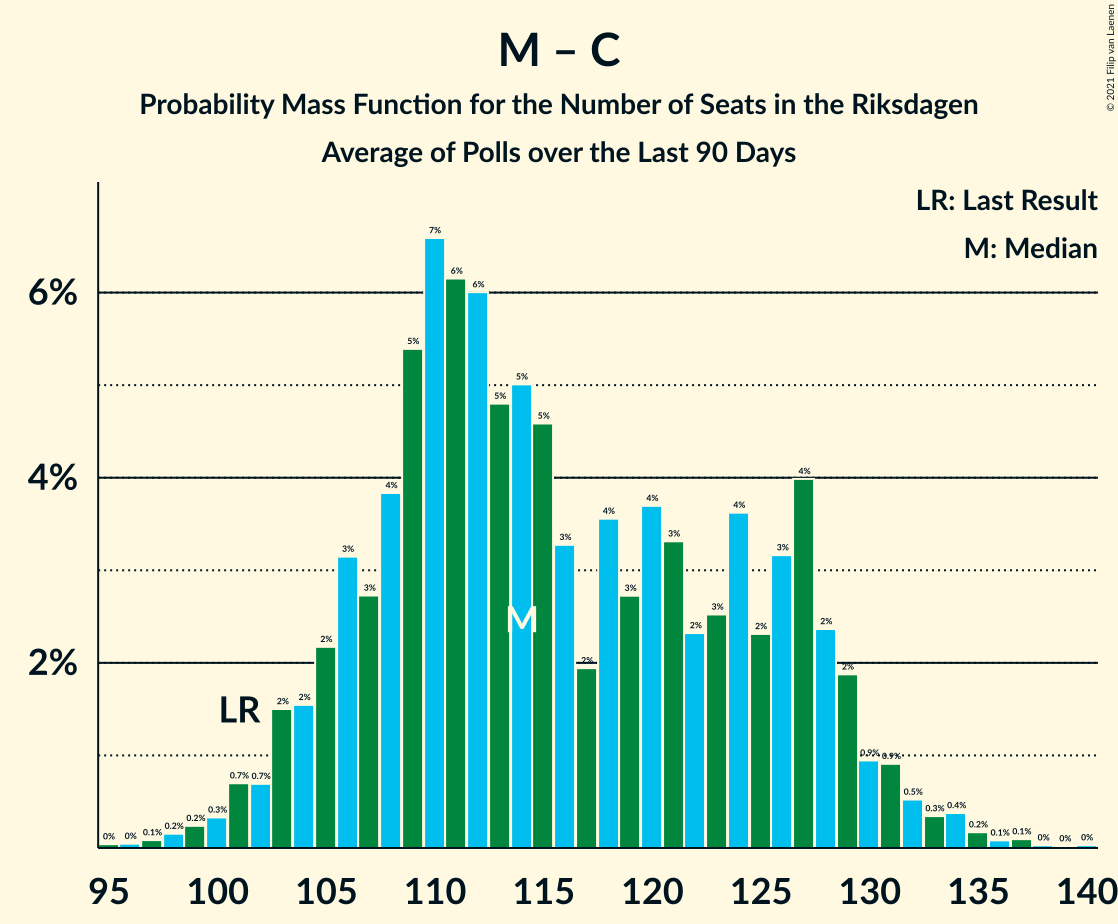 M – C
Probability Mass Function for the Number of Seats in the Riksdagen
Average of Polls over the Last 90 Days
© 2021 Filip van Laenen
LR: Last Result
M: Median
6%
4%
2%
0% 0% 0.1% 0.2% 0.2% 0.3% 0.7% 0.7% 2% 2% 2% 3% 3% 4% 5% 7% 6% 6% 5% 5% 5% 3% 2% 4% 3% 4% 3% 2% 3% 4% 2% 3% 4% 2% 2% 0.9% 0.9% 0.5% 0.3% 0.4% 0.2% 0.1% 0.1% 0% 0% 0%
LR
M
95 100 105 110 115 120 125 130 135 140